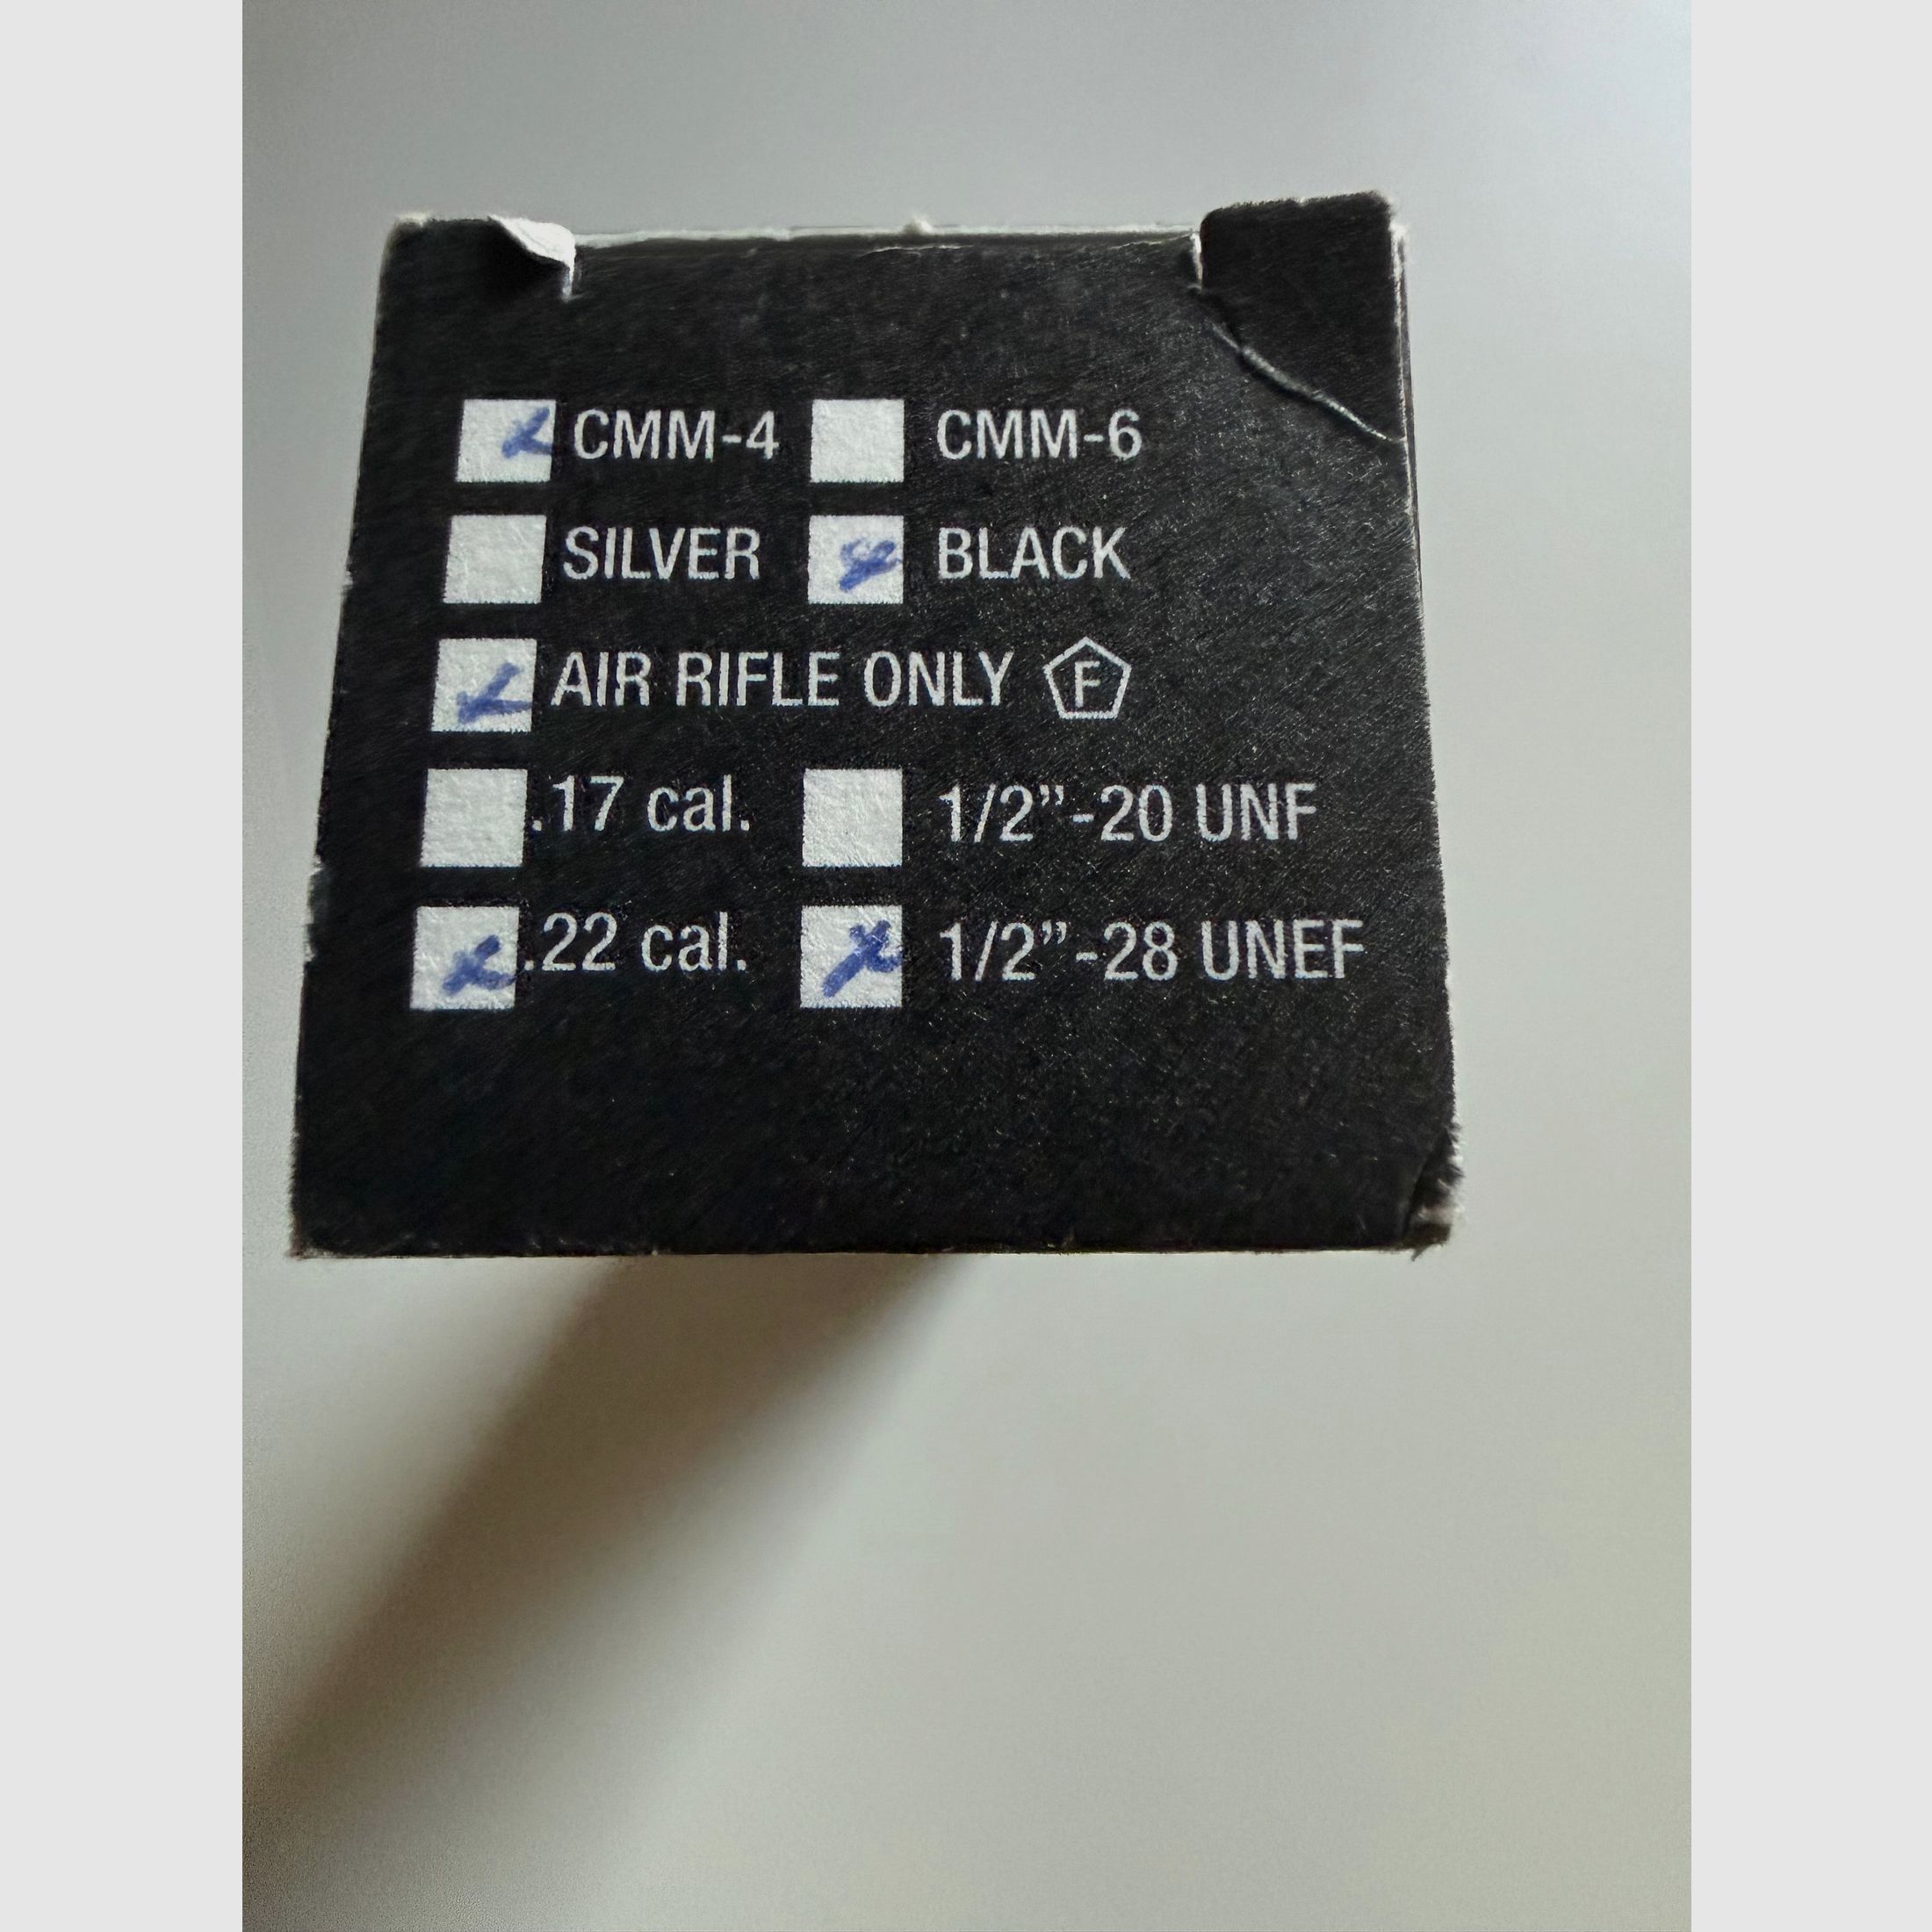 CMM-4 CMM-6
SILVER BLACK
AIR RIFLE ONLY F
.17 cal. 1/2”-20 UNF
.22 cal. 1/2”-28 UNEF